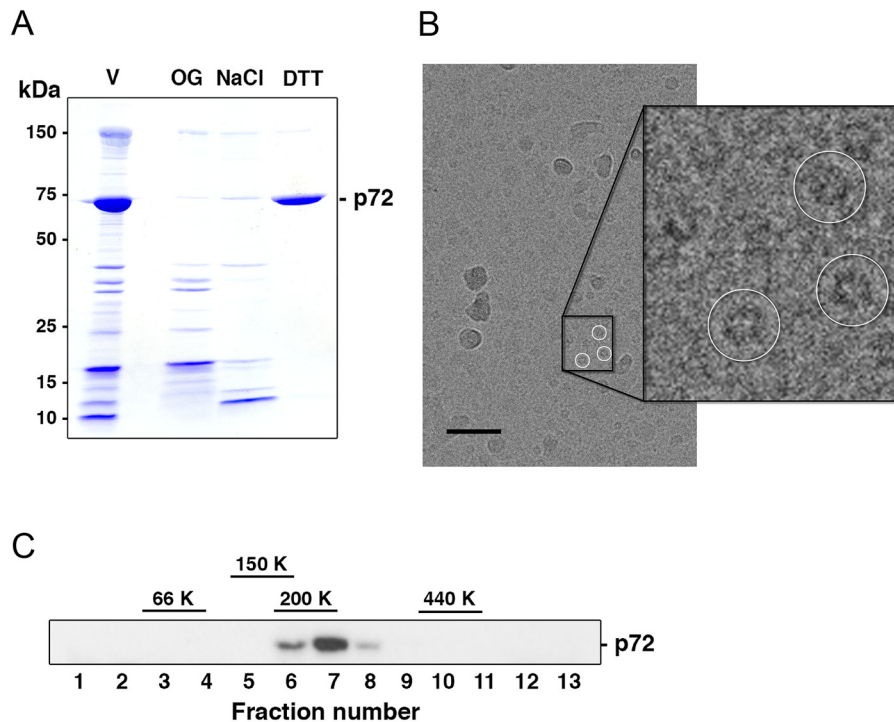 A
V OG NaCl DTT
kDa
150
75
- p72
50
25
15
10
B
C
150 K
66 K 200 K 440 K
- p72
1 2 3 4 5 6 7 8 9 10 11 12 13
Fraction number